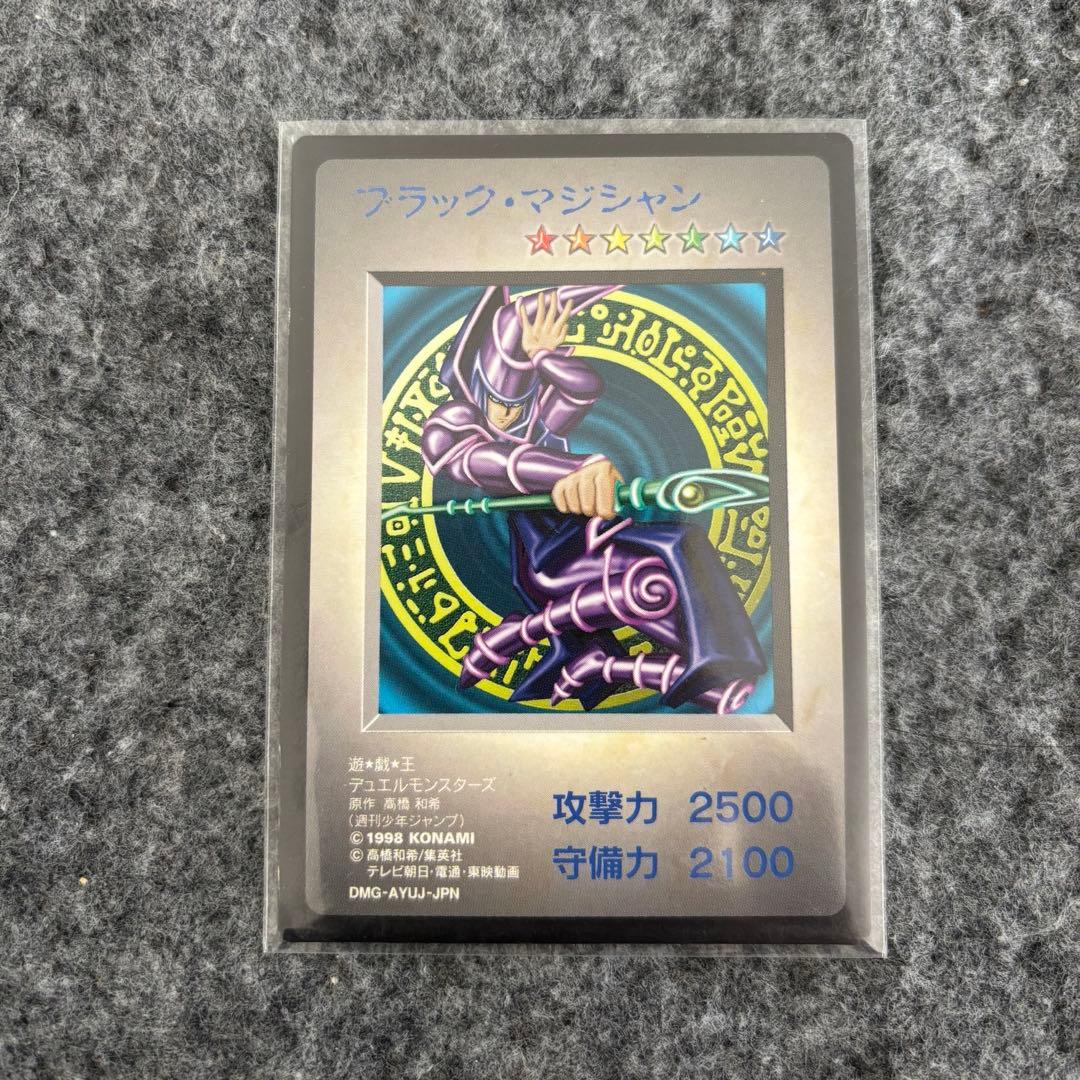 ブラック・マジシャン
遊★戯★王
デュエルモンスターズ
原作 高橋 和希
(週刊少年ジャンプ)
©1998 KONAMI
©高橋和希/集英社
テレビ朝日・電通・東映動画
DMG-AYUJ-JPN
攻撃力 2500
守備力 2100